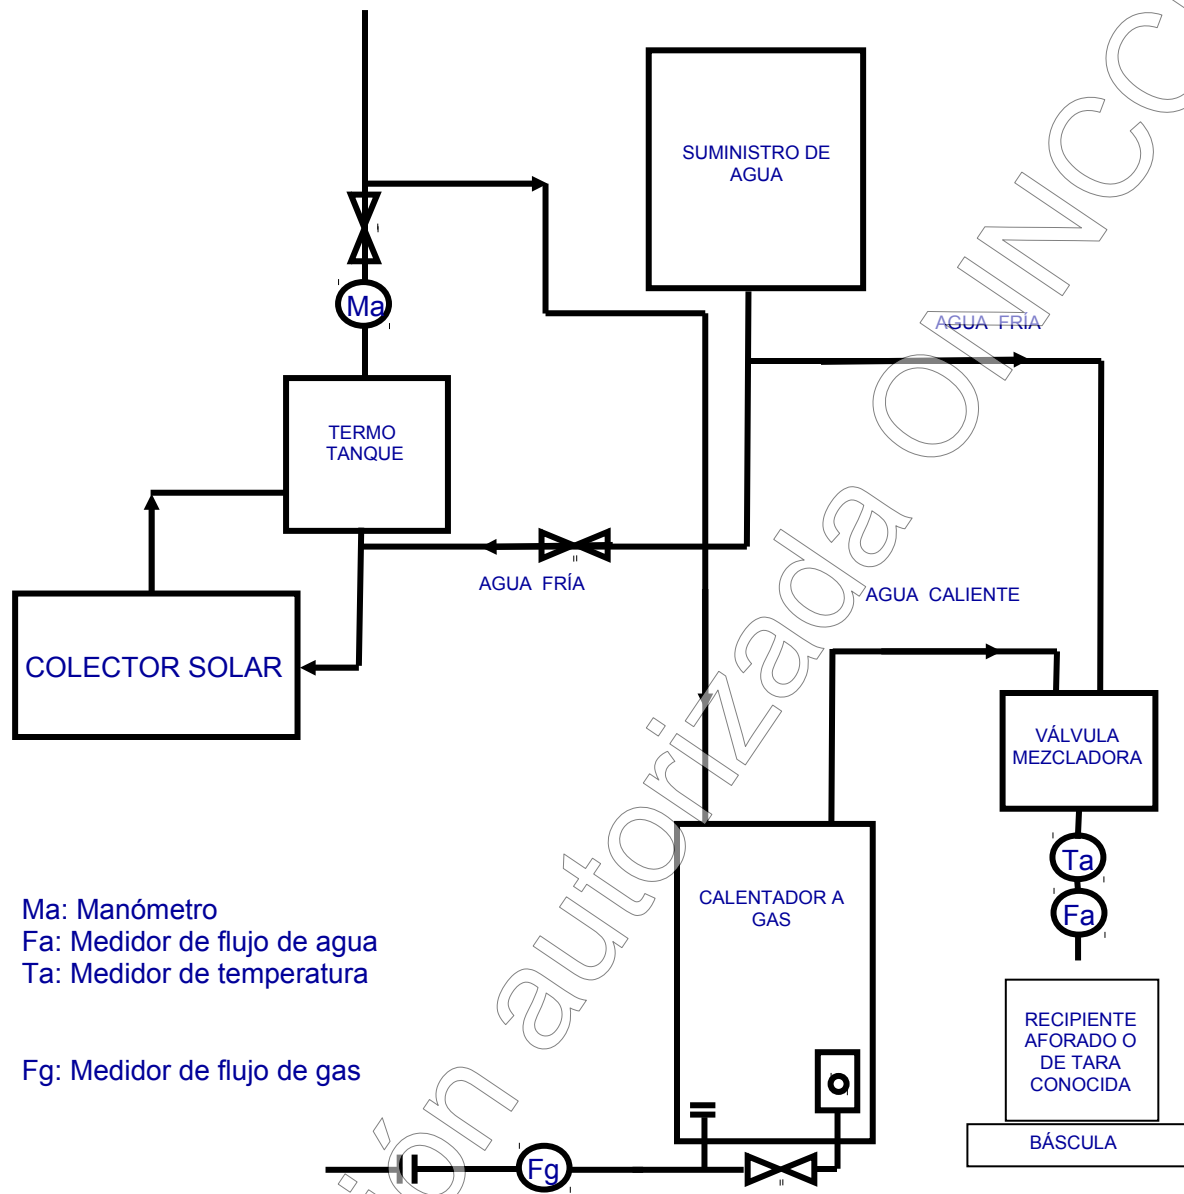 SUMINISTRO DE
AGUA
Ma
AGUA FRÍA
TERMO
TANQUE
AGUA FRÍA
AGUA CALIENTE
COLECTOR SOLAR
VÁLVULA
MEZCLADORA
Ta
CALENTADOR A
GAS
Fa
Ma: Manómetro
Fa: Medidor de flujo de agua
Ta: Medidor de temperatura
RECIPIENTE
AFORADO O
DE TARA
CONOCIDA
Fg: Medidor de flujo de gas
BÁSCULA
Fg
autorizada